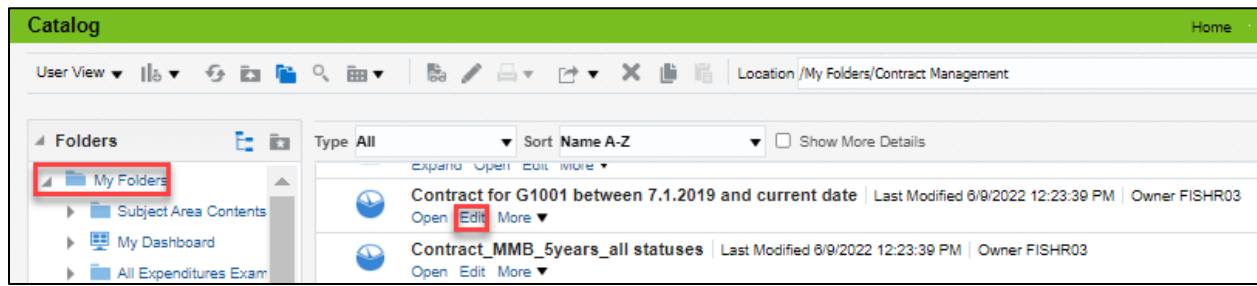 Catalog
Home
User View
Location /My Folders/Contract Management
Folders
Type All Sort Name A-Z Show More Details
Expand Open Edit More
My Folders
Contract for G1001 between 7.1.2019 and current date Last Modified 6/9/2022 12:23:39 PM Owner FISHR03
Subject Area Contents
Open Edit More
My Dashboard
Contract_MMB_5years_all statuses Last Modified 6/9/2022 12:23:39 PM Owner FISHR03
All Expenditures Exam
Open Edit More